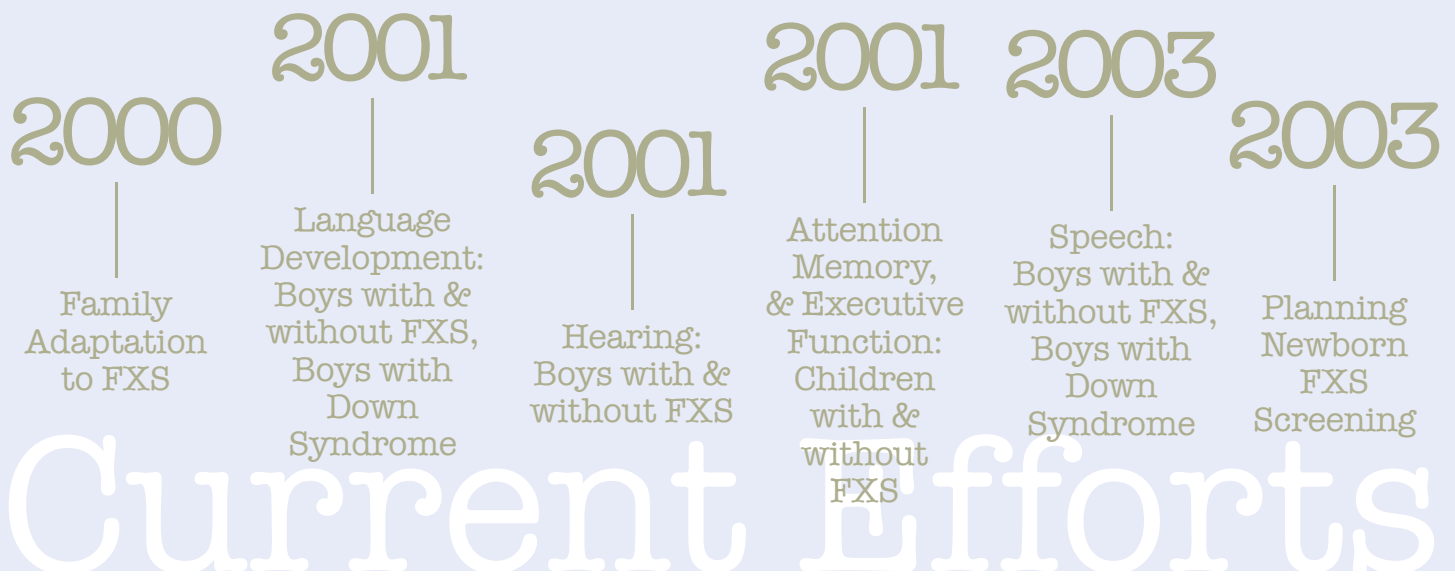 2000
Family
Adaptation
to FXS
2001
Language
Development:
Boys with &
without FXS,
Boys with
Down
Syndrome
2001
Hearing:
Boys with &
without FXS
2001
Attention
Memory,
& Executive
Function:
Children
with &
without
FXS
2003
Speech:
Boys with &
without FXS,
Boys with
Down
Syndrome
2003
Planning
Newborn
FXS
Screening
Current Efforts